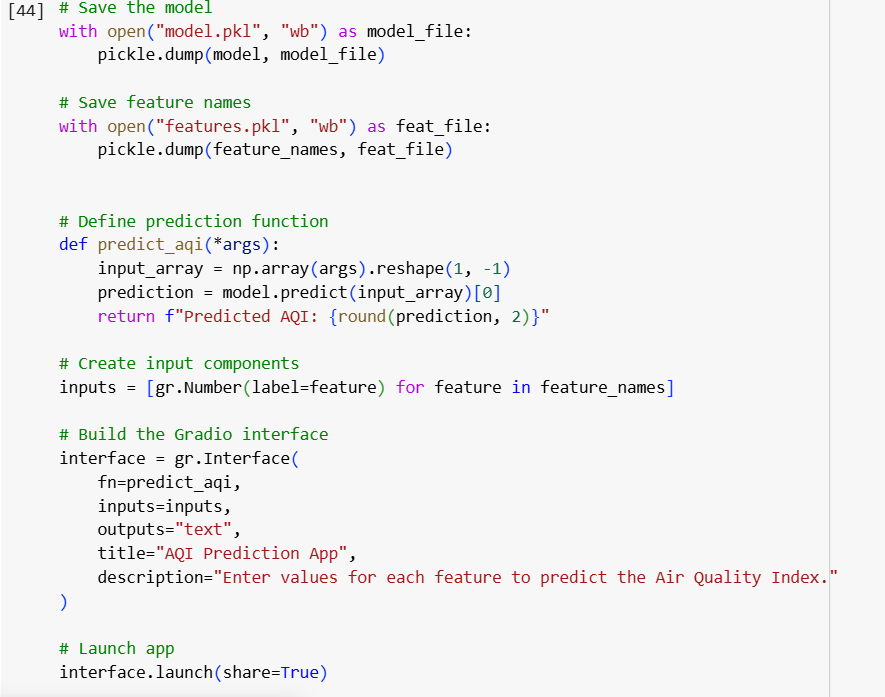 [44] # Save the model
with open("model.pkl", "wb") as model_file:
    pickle.dump(model, model_file)

# Save feature names
with open("features.pkl", "wb") as feat_file:
    pickle.dump(feature_names, feat_file)


# Define prediction function
def predict_aqi(*args):
    input_array = np.array(args).reshape(1, -1)
    prediction = model.predict(input_array)[0]
    return f"Predicted AQI: {round(prediction, 2)}"

# Create input components
inputs = [gr.Number(label=feature) for feature in feature_names]

# Build the Gradio interface
interface = gr.Interface(
    fn=predict_aqi,
    inputs=inputs,
    outputs="text",
    title="AQI Prediction App",
    description="Enter values for each feature to predict the Air Quality Index."
)

# Launch app
interface.launch(share=True)